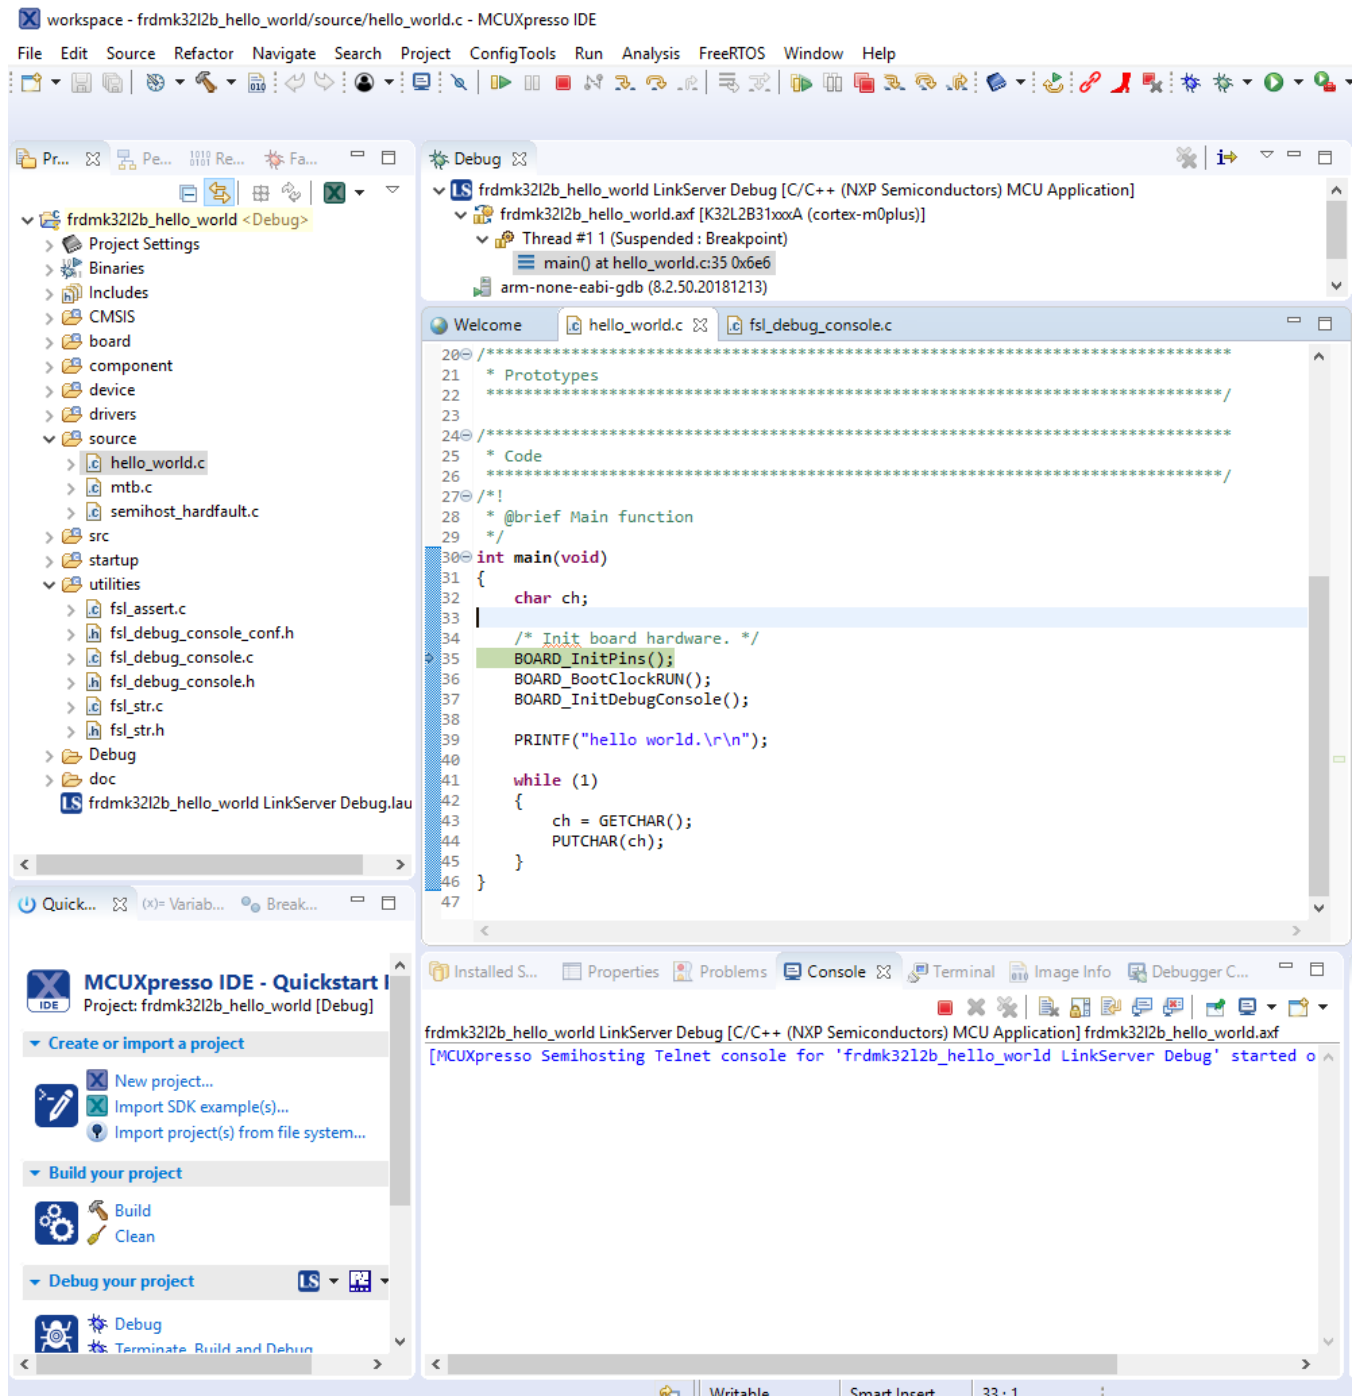 workspace - frdmk32l2b_hello_world/source/hello_world.c - MCUXpresso IDE
File Edit Source Refactor Navigate Search Project ConfigTools Run Analysis FreeRTOS Window Help
Pr... Pe... Re... Fa...
frdmk32l2b_hello_world <Debug>
Project Settings
Binaries
Includes
CMSIS
board
component
device
drivers
source
hello_world.c
mtb.c
semihost_hardfault.c
src
startup
utilities
fsl_assert.c
fsl_debug_console_conf.h
fsl_debug_console.c
fsl_debug_console.h
fsl_str.c
fsl_str.h
Debug
doc
frdmk32l2b_hello_world LinkServer Debug.lau
Debug
frdmk32l2b_hello_world LinkServer Debug [C/C++ (NXP Semiconductors) MCU Application]
frdmk32l2b_hello_world.axf [K32L2B31xxxA (cortex-m0plus)]
Thread #1 1 (Suspended : Breakpoint)
main() at hello_world.c:35 0x6e6
arm-none-eabi-gdb (8.2.50.20181213)
Welcome hello_world.c fsl_debug_console.c
20 /*******************************************************************************
21 * Prototypes
22 ******************************************************************************/
23
24 /*******************************************************************************
25 * Code
26 ******************************************************************************/
27 /*!
28 * @brief Main function
29 */
30 int main(void)
31 {
32 char ch;
33
34 /* Init board hardware. */
35 BOARD_InitPins();
36 BOARD_BootClockRUN();
37 BOARD_InitDebugConsole();
38
39 PRINTF("hello world.\r\n");
40
41 while (1)
42 {
43 ch = GETCHAR();
44 PUTCHAR(ch);
45 }
46 }
47
Quick... (x)= Variab... Break...
MCUXpresso IDE - Quickstart
IDE
Project: frdmk32l2b_hello_world [Debug]
Create or import a project
New project...
Import SDK example(s)...
Import project(s) from file system...
Build your project
Build
Clean
Debug your project
LS
Debug
Terminate, Build and Debug
Installed S... Properties Problems Console Terminal Image Info Debugger C...
frdmk32l2b_hello_world LinkServer Debug [C/C++ (NXP Semiconductors) MCU Application] frdmk32l2b_hello_world.axf
[MCUXpresso Semihosting Telnet console for 'frdmk32l2b_hello_world LinkServer Debug' started o
Writable Smart Insert 33 : 1